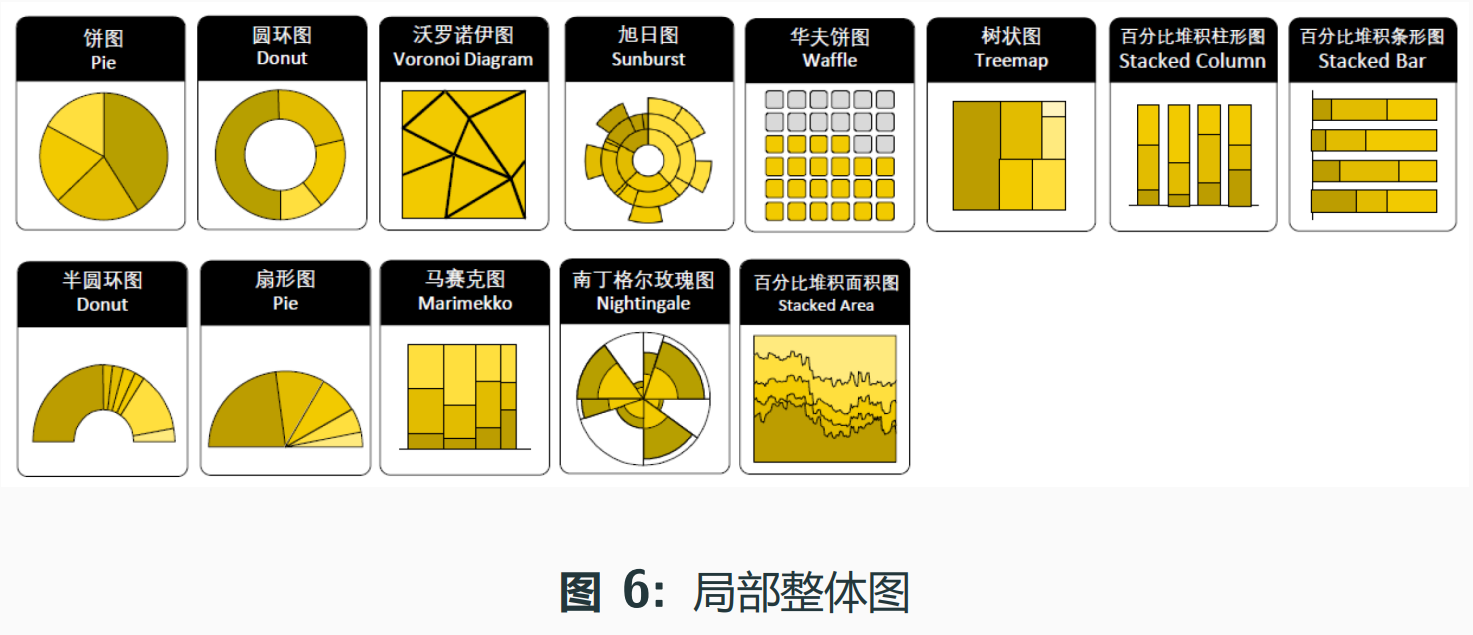 饼图
Pie
圆环图
Donut
沃罗诺伊图
Voronoi Diagram
旭日图
Sunburst
华夫饼图
Waffle
树状图
Treemap
百分比堆积柱形图
Stacked Column
百分比堆积条形图
Stacked Bar
半圆环图
Donut
扇形图
Pie
马赛克图
Marimekko
南丁格尔玫瑰图
Nightingale
百分比堆积面积图
Stacked Area
图 6: 局部整体图